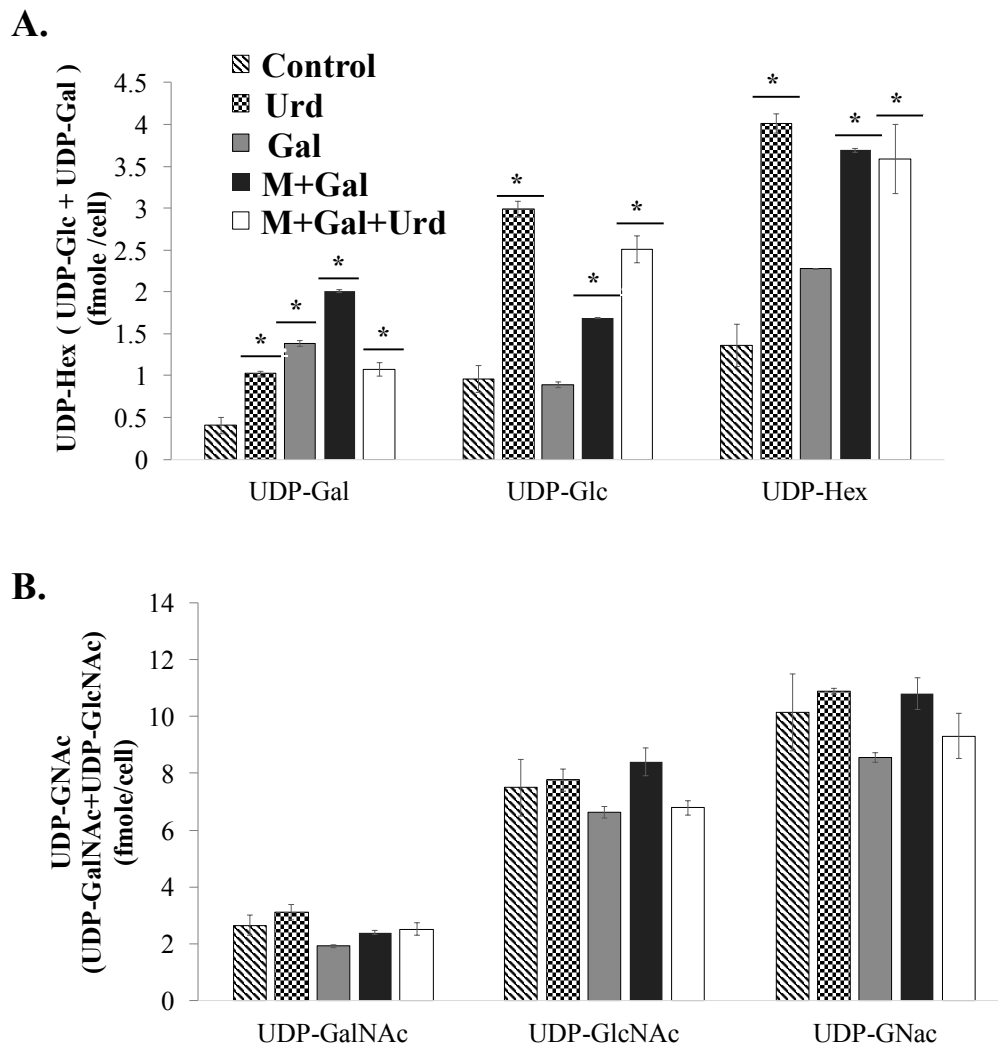 A.
Control
Urd
Gal
M+Gal
M+Gal+Urd
UDP-Hex ( UDP-Glc + UDP-Gal )
(fmole /cell)
4.5
4
3.5
3
2.5
2
1.5
1
0.5
0
* * * *
* * *
* * *
UDP-Gal UDP-Glc UDP-Hex
B.
UDP-GNAc
(UDP-GalNAc+UDP-GlcNAc)
(fmole/cell)
14
12
10
8
6
4
2
0
UDP-GalNAc UDP-GlcNAc UDP-GNac